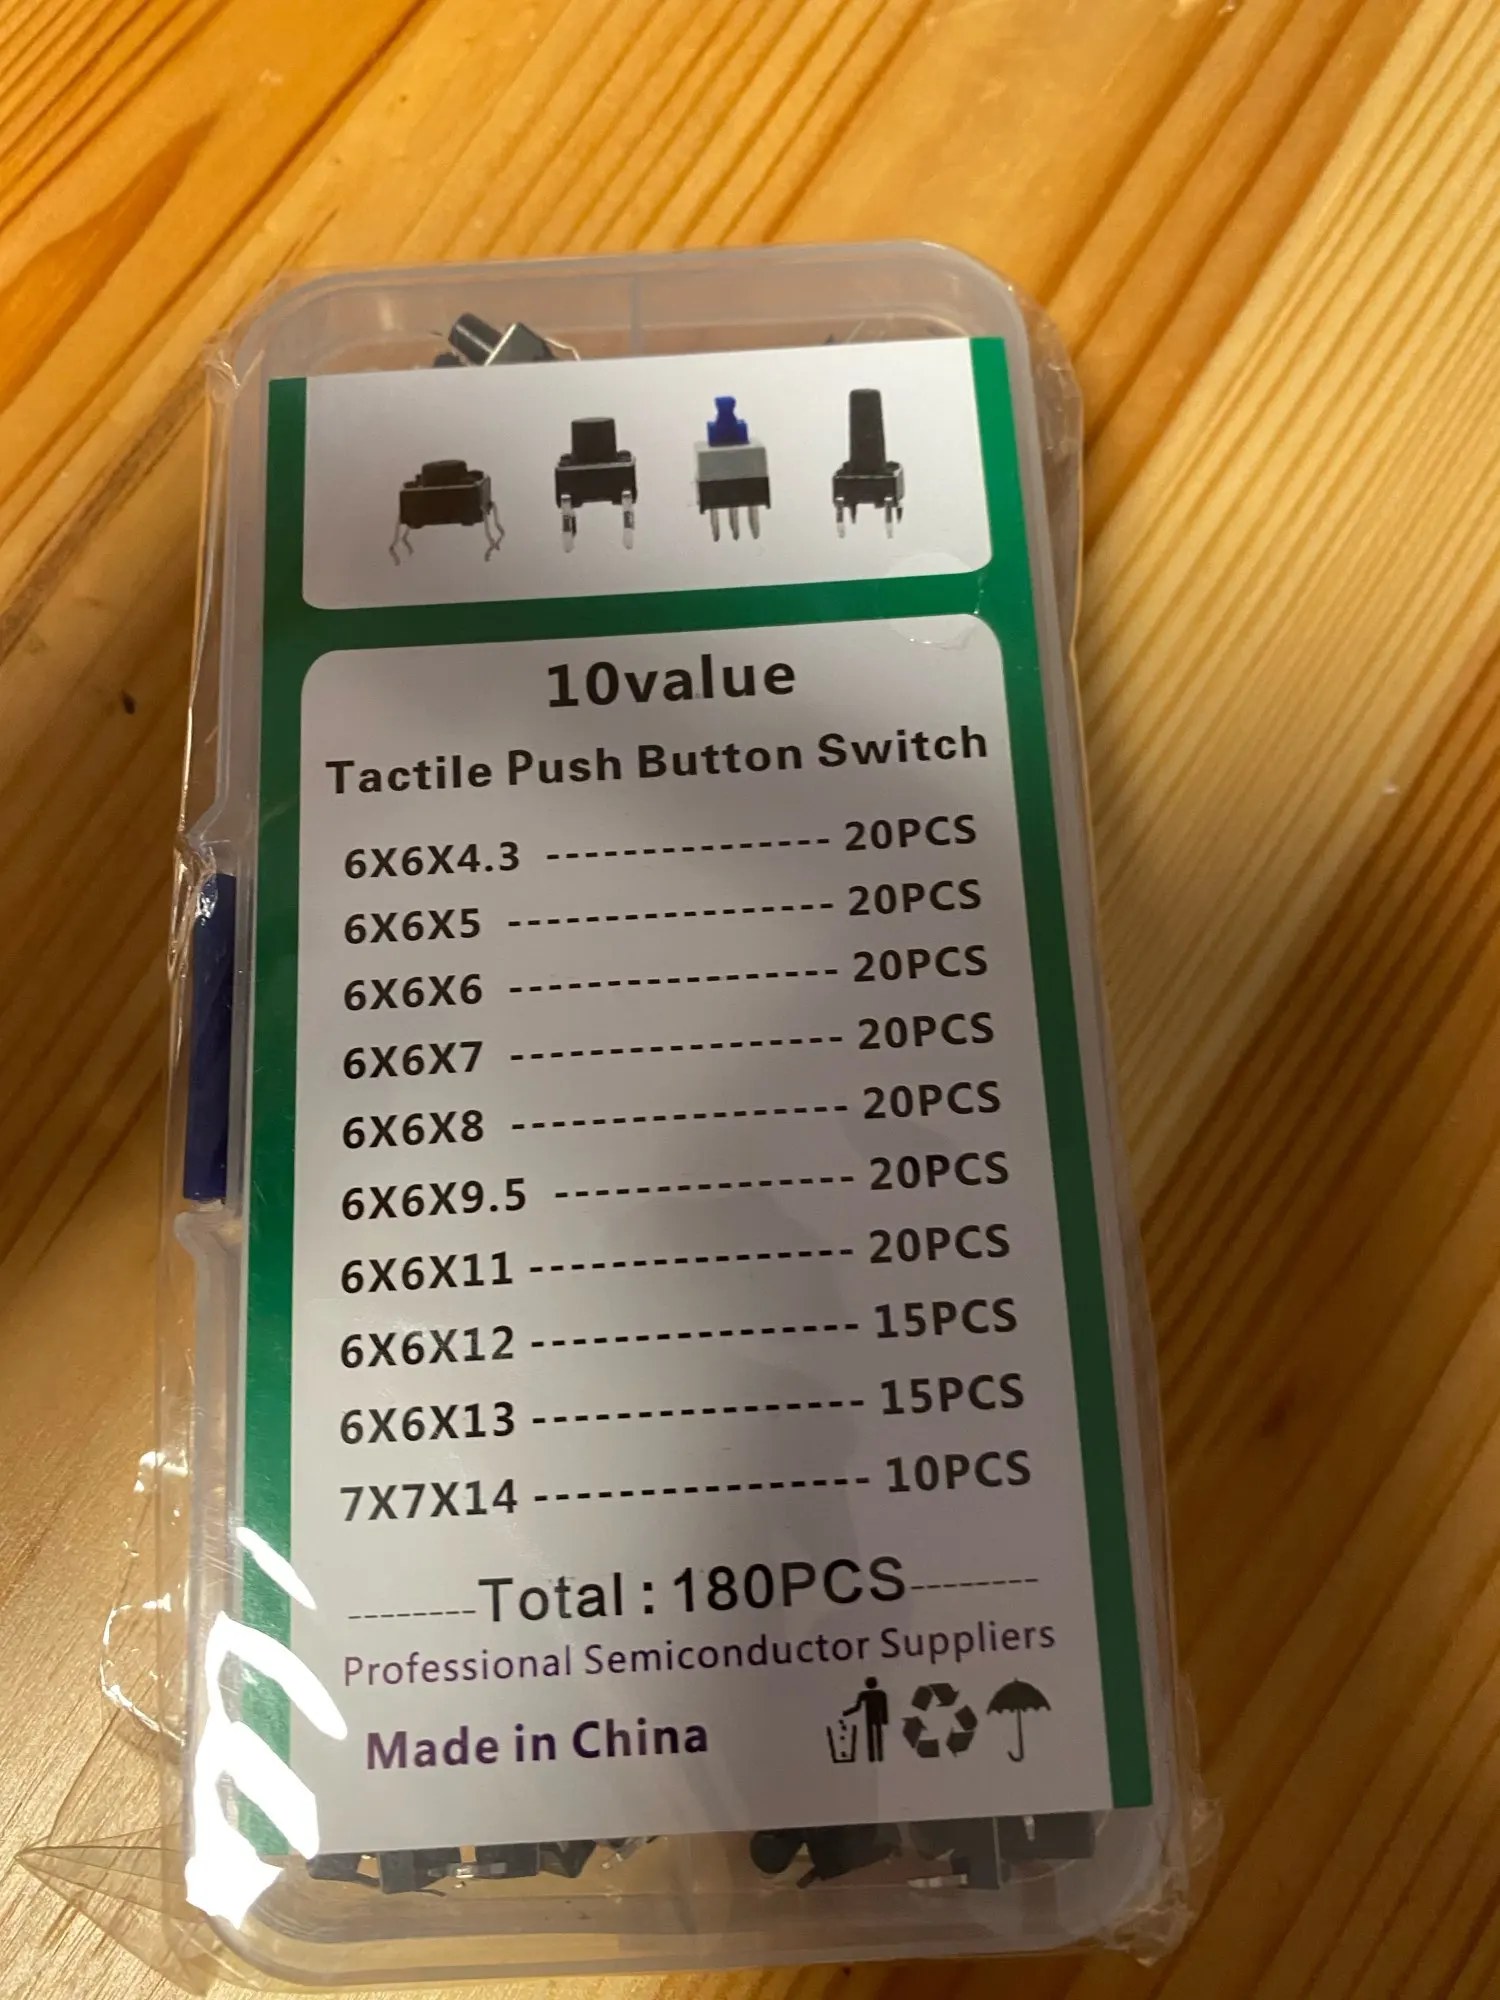 10value
Tactile Push Button Switch
6X6X4.3 --------------- 20PCS
6X6X5 ----------------- 20PCS
6X6X6 ----------------- 20PCS
6X6X7 ----------------- 20PCS
6X6X8 ----------------- 20PCS
6X6X9.5 --------------- 20PCS
6X6X11 ---------------- 20PCS
6X6X12 ---------------- 15PCS
6X6X13 ---------------- 15PCS
7X7X14 ---------------- 10PCS
--------Total : 180PCS--------
Professional Semiconductor Suppliers
Made in China